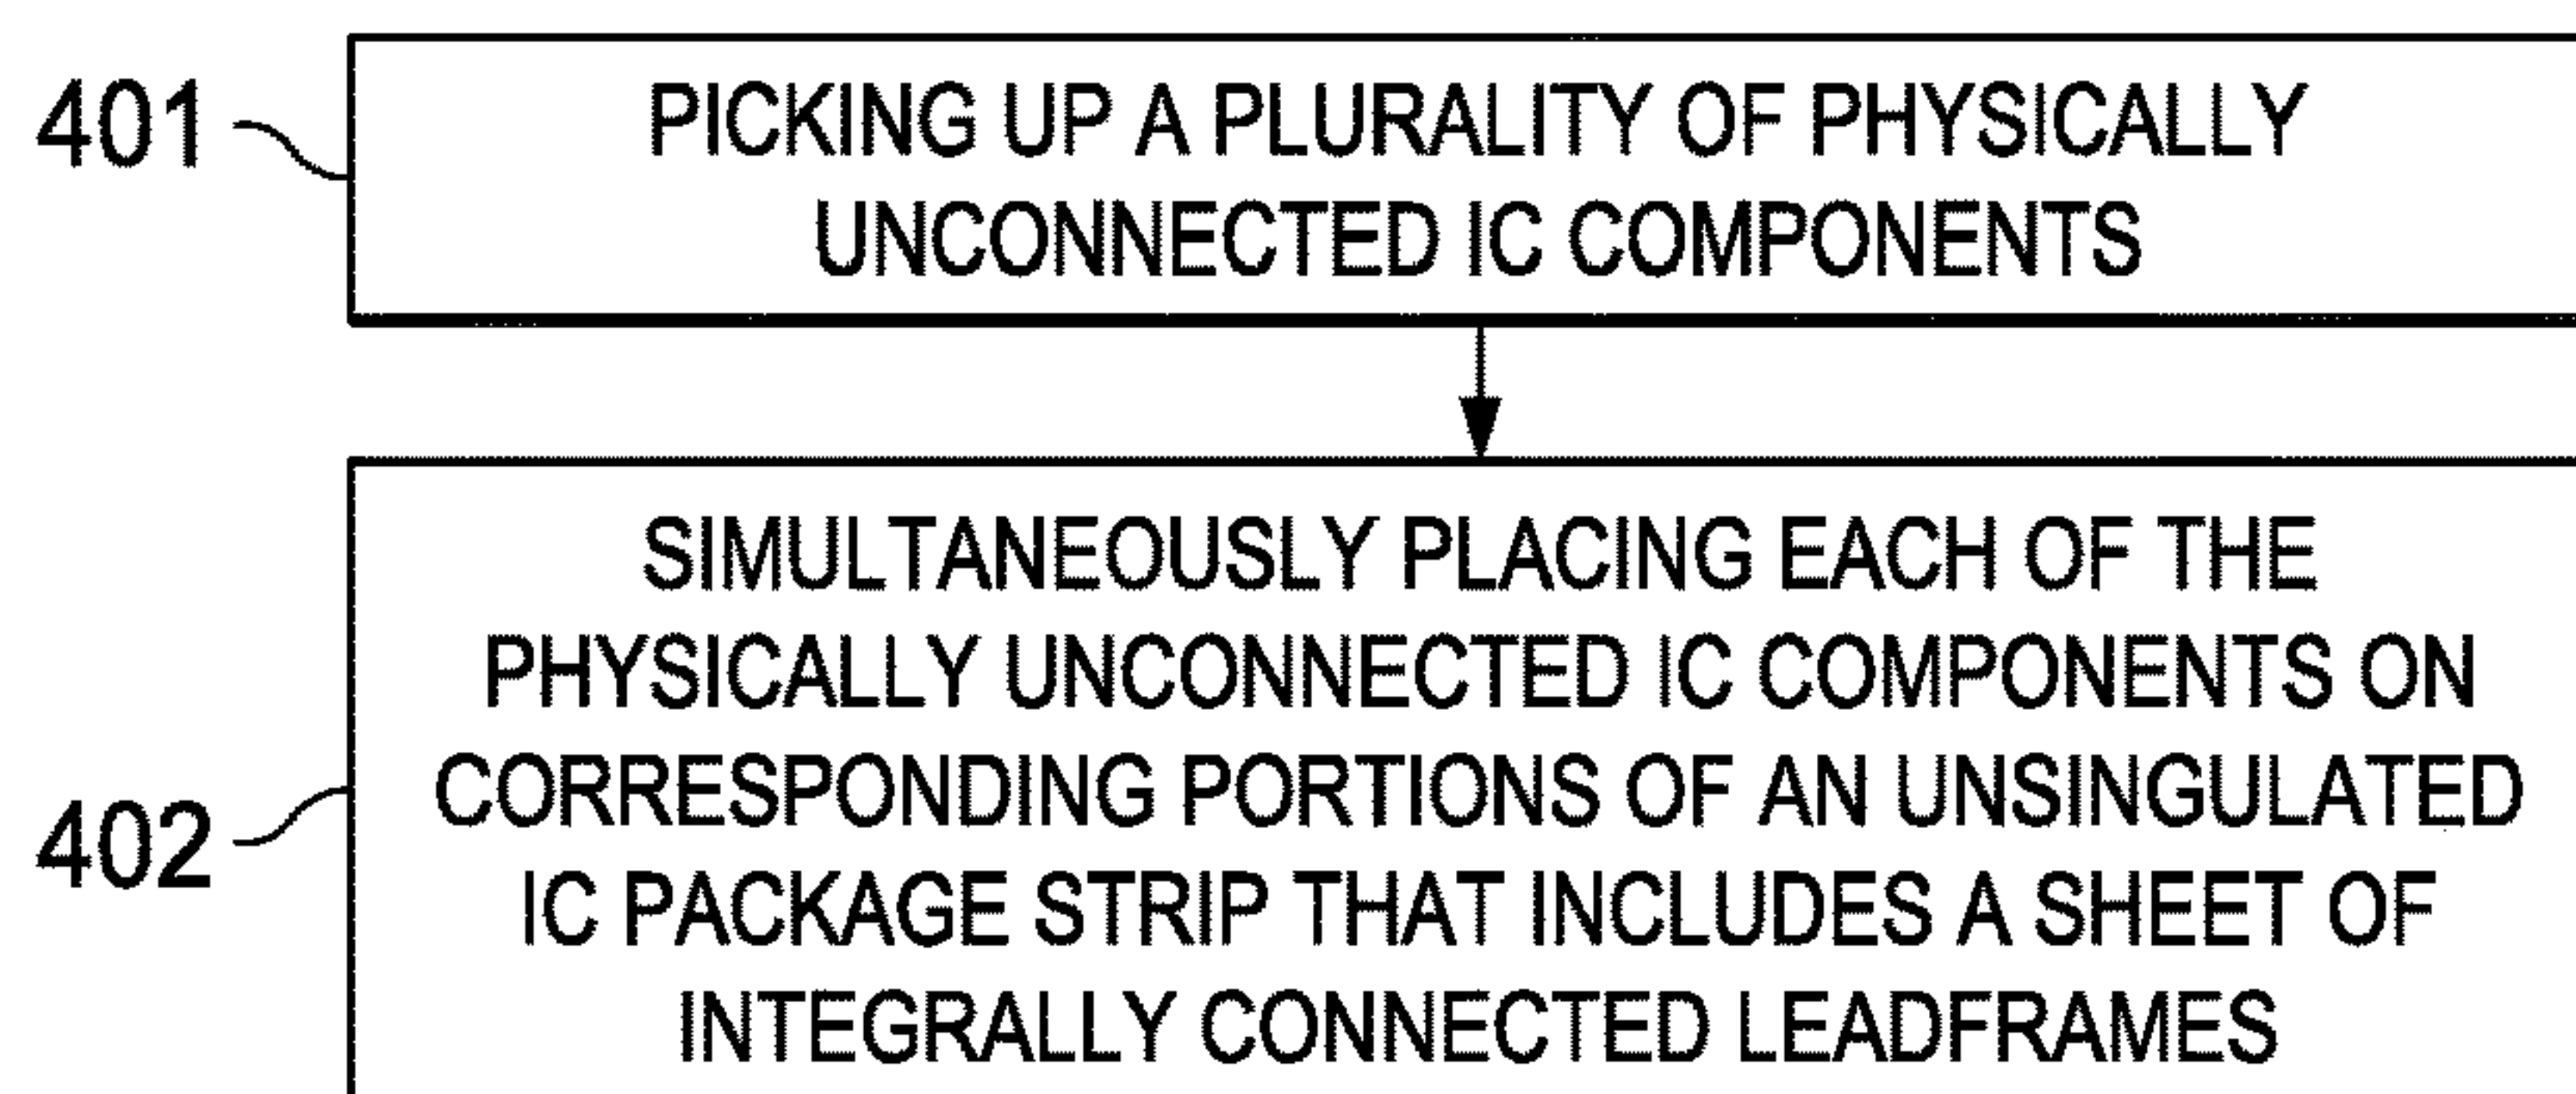 401
PICKING UP A PLURALITY OF PHYSICALLY
UNCONNECTED IC COMPONENTS
402
SIMULTANEOUSLY PLACING EACH OF THE
PHYSICALLY UNCONNECTED IC COMPONENTS ON
CORRESPONDING PORTIONS OF AN UNSINGULATED
IC PACKAGE STRIP THAT INCLUDES A SHEET OF
INTEGRALLY CONNECTED LEADFRAMES